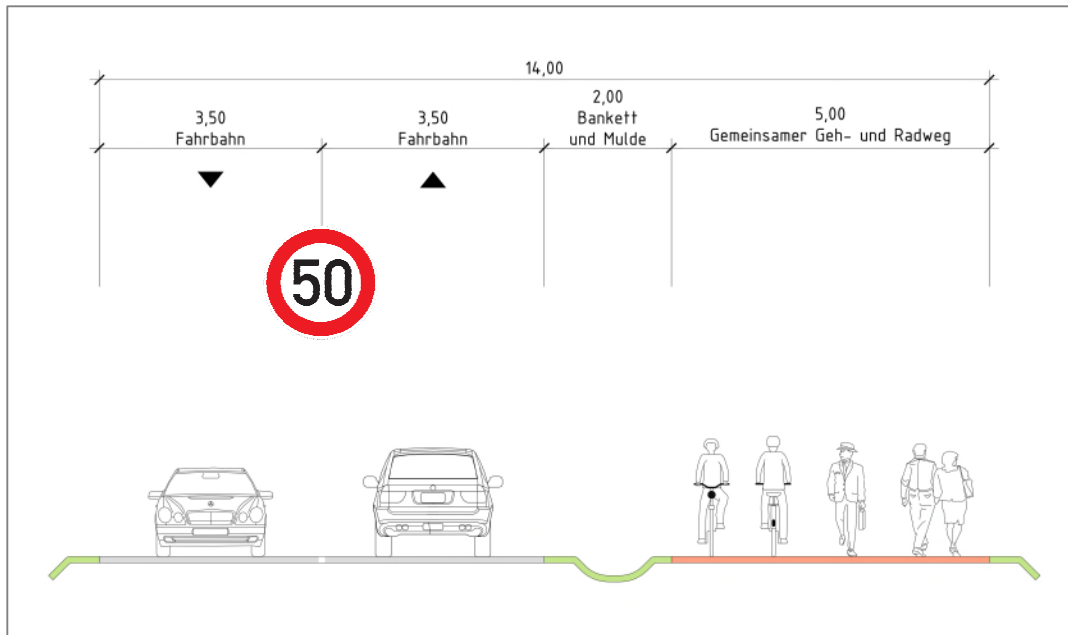 14,00
3,50
Fahrbahn
3,50
Fahrbahn
2,00
Bankett
und Mulde
5,00
Gemeinsamer Geh- und Radweg
50